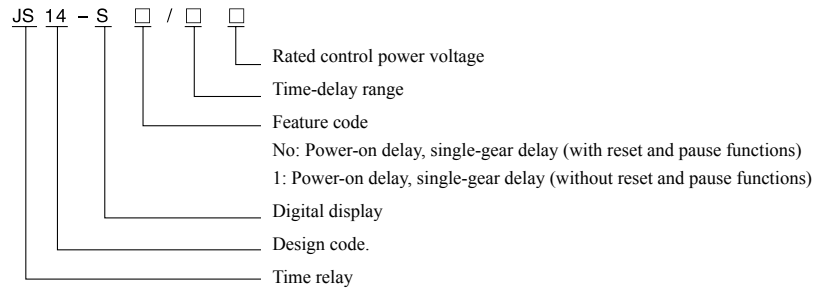 JS 14 - S □ / □ □
Rated control power voltage
Time-delay range
Feature code
No: Power-on delay, single-gear delay (with reset and pause functions)
1: Power-on delay, single-gear delay (without reset and pause functions)
Digital display
Design code.
Time relay